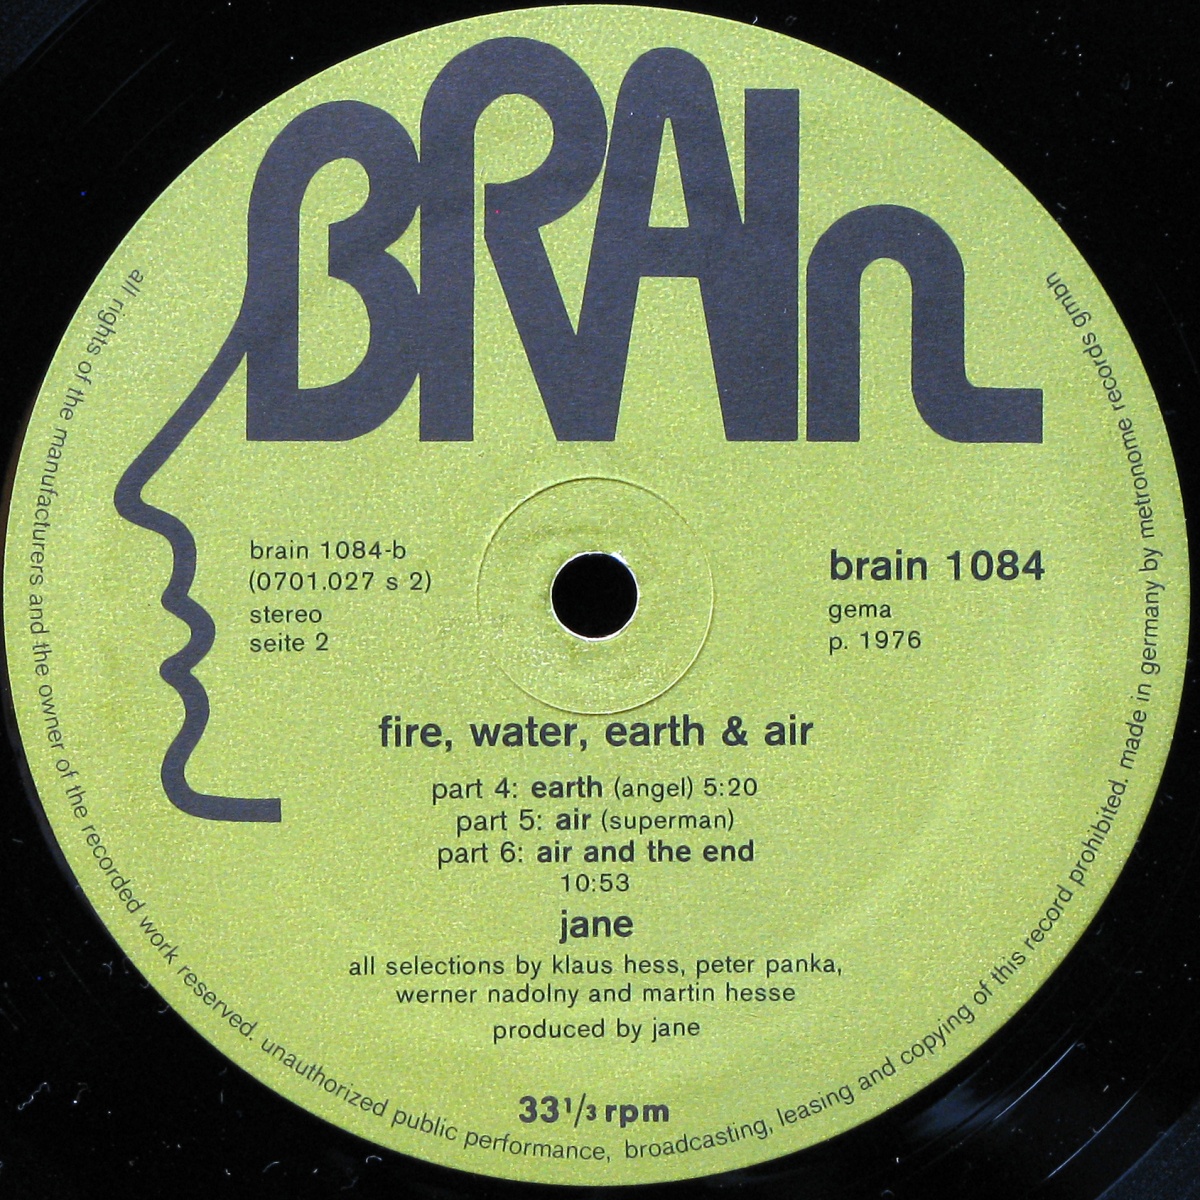 BRAIn
brain 1084-b
(0701.027 s 2)
stereo
seite 2
brain 1084
gema
p. 1976
fire, water, earth & air
part 4: earth (angel) 5:20
part 5: air (superman)
part 6: air and the end
10:53
jane
all selections by klaus hess, peter panka,
werner nadolny and martin hesse
produced by jane
33 1/3 rpm
all rights of the manufacturers and the owner of the recorded work reserved. unauthorized public performance, broadcasting, leasing and copying of this record prohibited. made in germany by metronome records gmbh